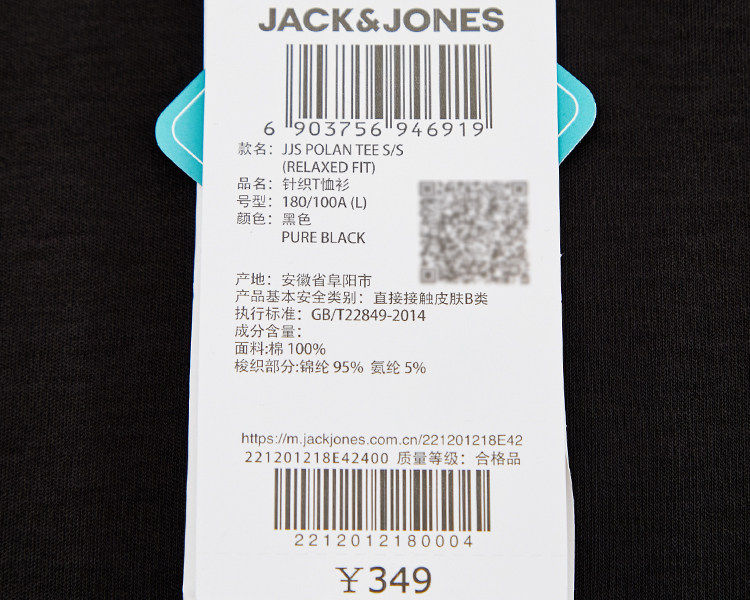 JACK&JONES
6 903756 946919
款名：JJS POLAN TEE S/S
(RELAXED FIT)
品名：针织T恤衫
号型：180/100A (L)
颜色：黑色
PURE BLACK
产地：安徽省阜阳市
产品基本安全类别：直接接触皮肤B类
执行标准：GB/T22849-2014
成分含量：
面料:棉 100%
梭织部分:锦纶 95% 氨纶 5%
https://m.jackjones.com.cn/221201218E42
221201218E42400 质量等级：合格品
2212012180004
￥349